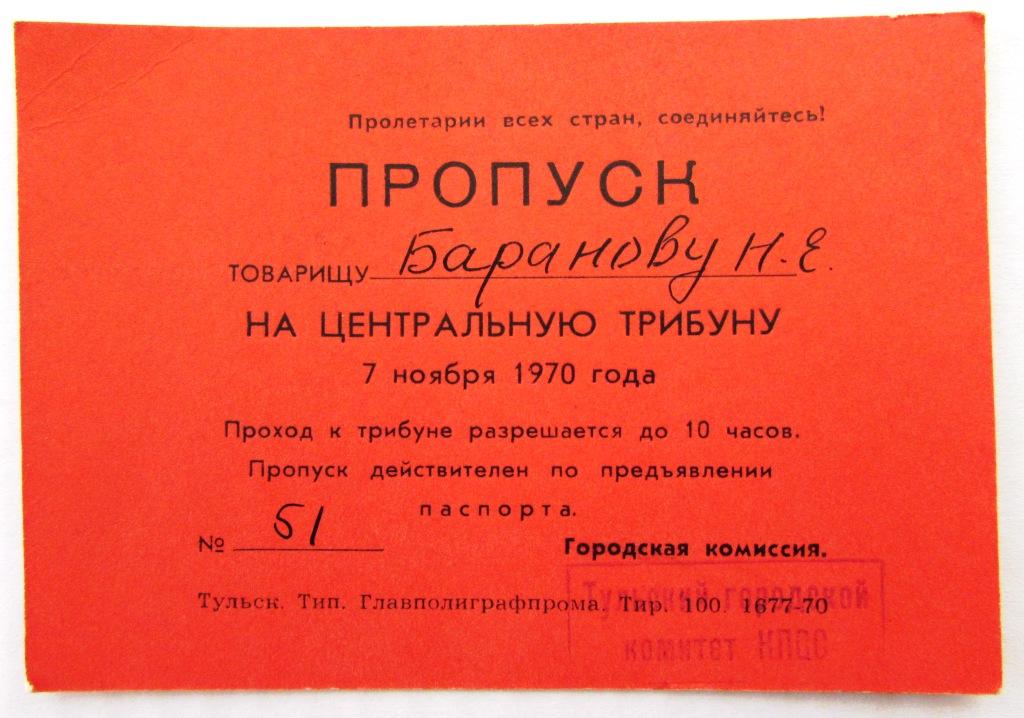 Пролетарии всех стран, соединяйтесь!
ПРОПУСК
ТОВАРИЩУ Баранову Н.Е.
НА ЦЕНТРАЛЬНУЮ ТРИБУНУ
7 ноября 1970 года
Проход к трибуне разрешается до 10 часов.
Пропуск действителен по предъявлении
паспорта.
№ 51
Городская комиссия.
Тульск. Тип. Главполиграфпрома. Тир. 100. 1677-70
Тульский городской
комитет КПСС